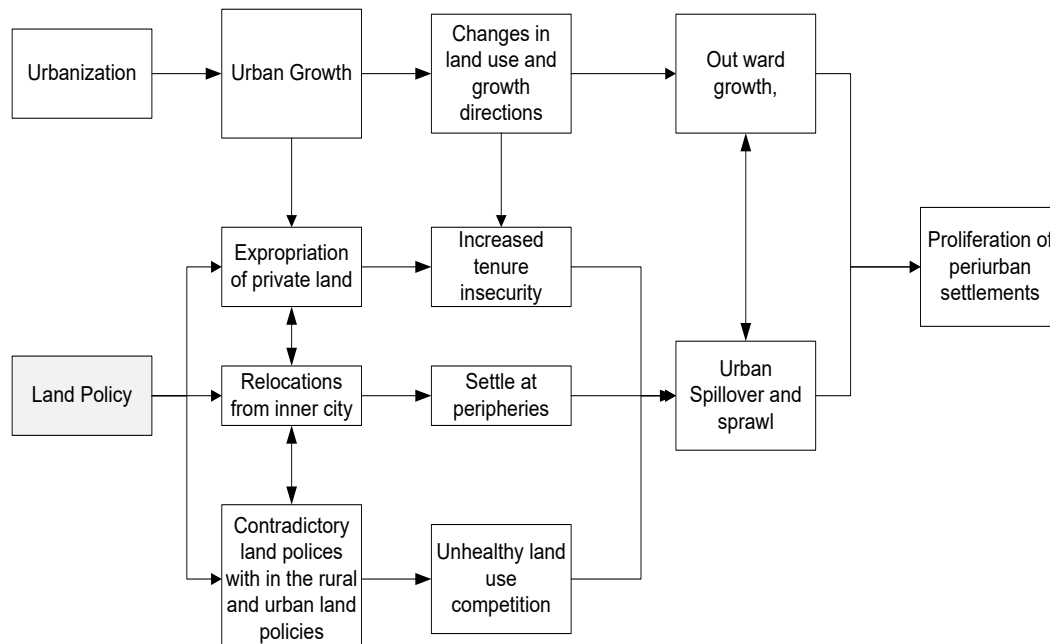 Urbanization
Urban Growth
Changes in
land use and
growth
directions
Out ward
growth,
Expropriation
of private land
Increased
tenure
insecurity
Proliferation of
periurban
settlements
Land Policy
Relocations
from inner city
Settle at
peripheries
Urban
Spillover and
sprawl
Contradictory
land polices
with in the rural
and urban land
policies
Unhealthy land
use
competition